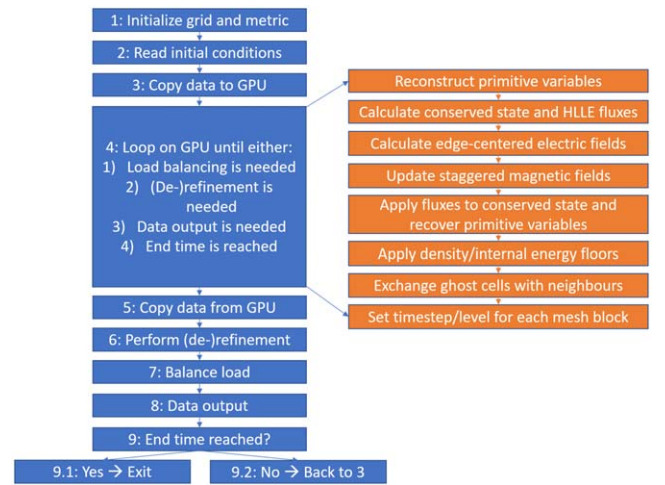 1: Initialize grid and metric
2: Read initial conditions
3: Copy data to GPU
4: Loop on GPU until either:
1) Load balancing is
needed
2) (De-)refinement is
needed
3) Data output is needed
4) End time is reached
5: Copy data from GPU
6: Perform (de-)refinement
7: Balance load
8: Data output
9: End time reached?
9.1: Yes → Exit
9.2: No → Back to 3
Reconstruct primitive variables
Calculate conserved state and HLLE fluxes
Calculate edge-centered electric fields
Update staggered magnetic fields
Apply fluxes to conserved state and
recover primitive variables
Apply density/internal energy floors
Exchange ghost cells with neighbours
Set timestep/level for each mesh block